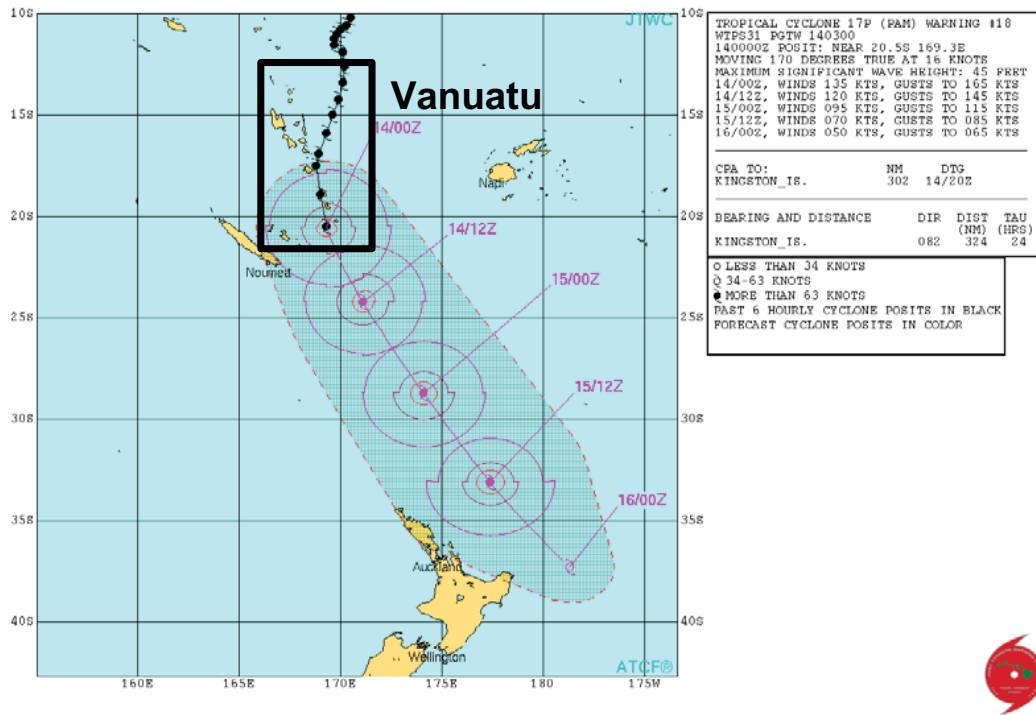 10S
JTWC
10S
Vanuatu
15S
15S
14/00Z
Nadi
20S
20S
14/12Z
Noumea
15/00Z
25S
25S
15/12Z
30S
30S
16/00Z
35S
35S
Auckland
40S
40S
Wellington
ATCF®
160E
165E
170E
175E
180
175W
TROPICAL CYCLONE 17P (PAM) WARNING #18
WTPS31 PGTW 140300
140000Z POSIT: NEAR 20.5S 169.3E
MOVING 170 DEGREES TRUE AT 16 KNOTS
MAXIMUM SIGNIFICANT WAVE HEIGHT: 45 FEET
14/00Z, WINDS 135 KTS, GUSTS TO 165 KTS
14/12Z, WINDS 120 KTS, GUSTS TO 145 KTS
15/00Z, WINDS 095 KTS, GUSTS TO 115 KTS
15/12Z, WINDS 070 KTS, GUSTS TO 085 KTS
16/00Z, WINDS 050 KTS, GUSTS TO 065 KTS
CPA TO: NM DTG
KINGSTON_IS. 302 14/20Z
BEARING AND DISTANCE DIR DIST TAU
(NM) (HRS)
KINGSTON_IS. 082 324 24
LESS THAN 34 KNOTS
34-63 KNOTS
MORE THAN 63 KNOTS
PAST 6 HOURLY CYCLONE POSITS IN BLACK
FORECAST CYCLONE POSITS IN COLOR